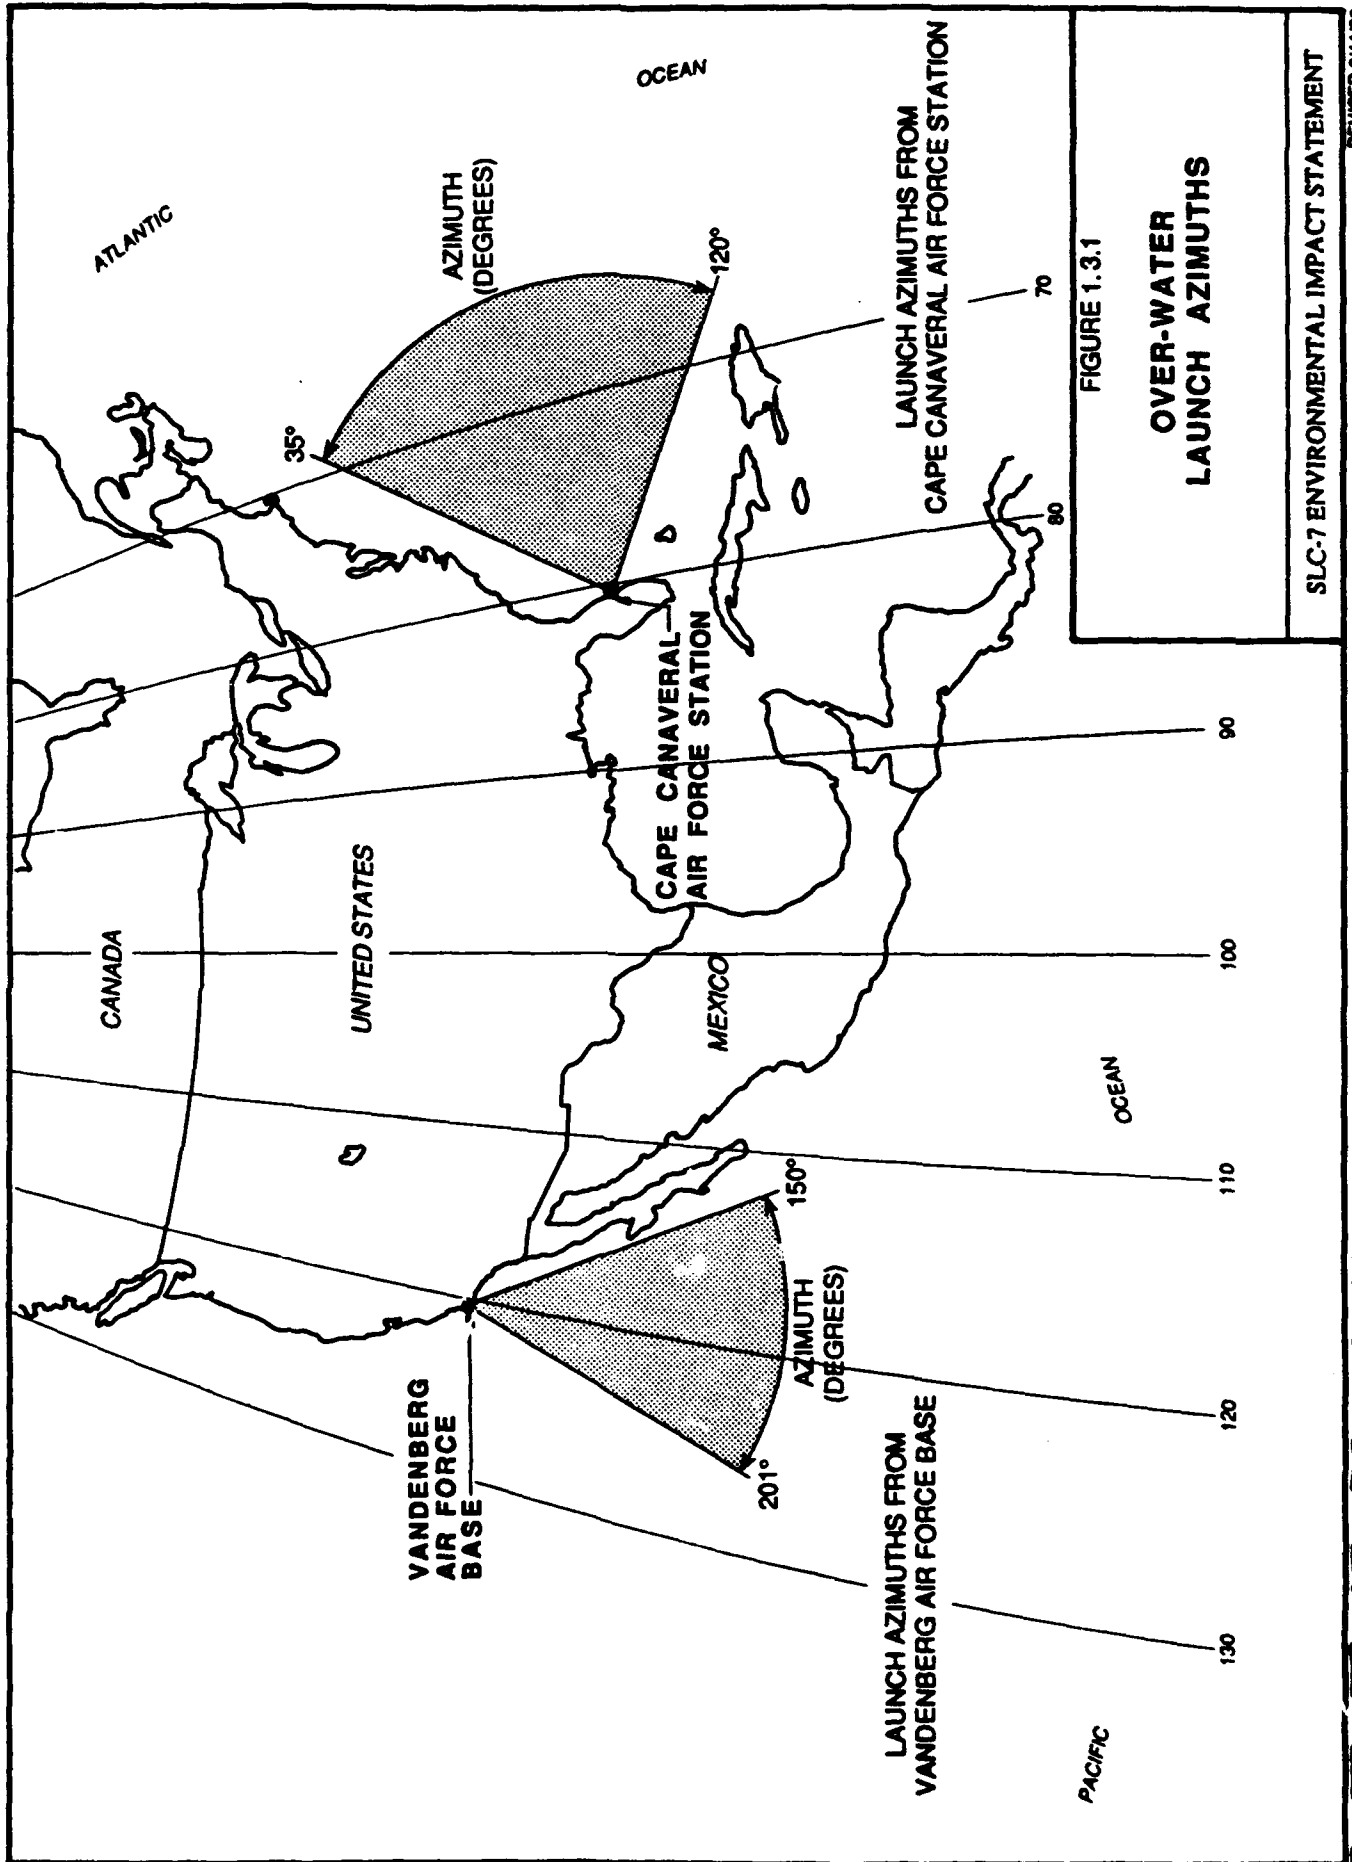 CANADA
UNITED STATES
MEXICO
ATLANTIC
OCEAN
PACIFIC
OCEAN
VANDENBERG
AIR FORCE
BASE
CAPE CANAVERAL
AIR FORCE STATION
35°
120°
AZIMUTH
(DEGREES)
201°
150°
AZIMUTH
(DEGREES)
LAUNCH AZIMUTHS FROM
VANDENBERG AIR FORCE BASE
LAUNCH AZIMUTHS FROM
CAPE CANAVERAL AIR FORCE STATION
130
120
110
100
90
80
70
FIGURE 1.3.1
OVER-WATER
LAUNCH AZIMUTHS
SLC-7 ENVIRONMENTAL IMPACT STATEMENT